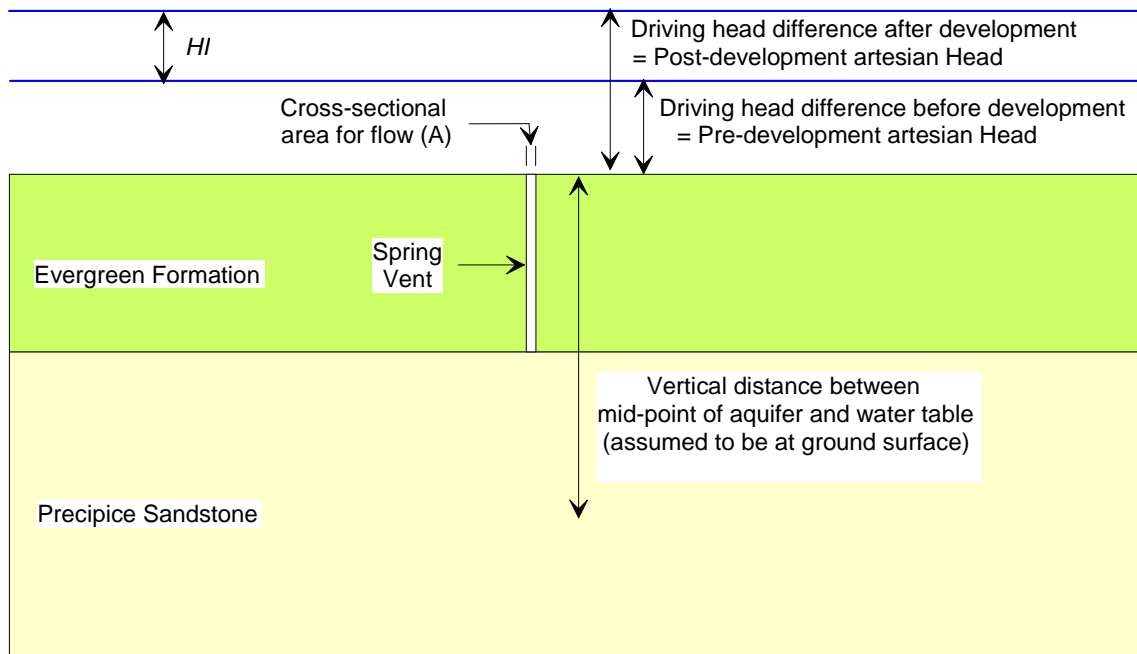 HI
Driving head difference after development
= Post-development artesian Head
Cross-sectional
area for flow (A)
Driving head difference before development
= Pre-development artesian Head
Evergreen Formation
Spring
Vent
Vertical distance between
mid-point of aquifer and water table
(assumed to be at ground surface)
Precipice Sandstone